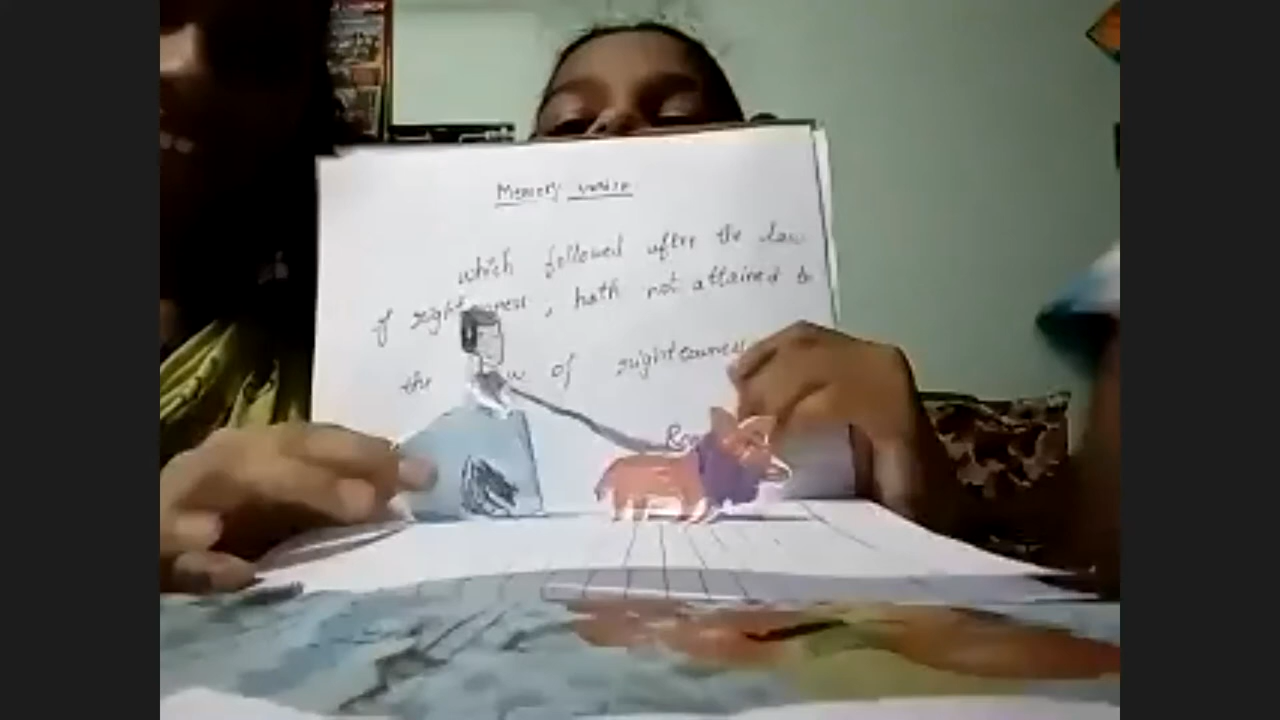 Memory verse
which followed after the law
of righteousness, hath not attained to
the of righteousness